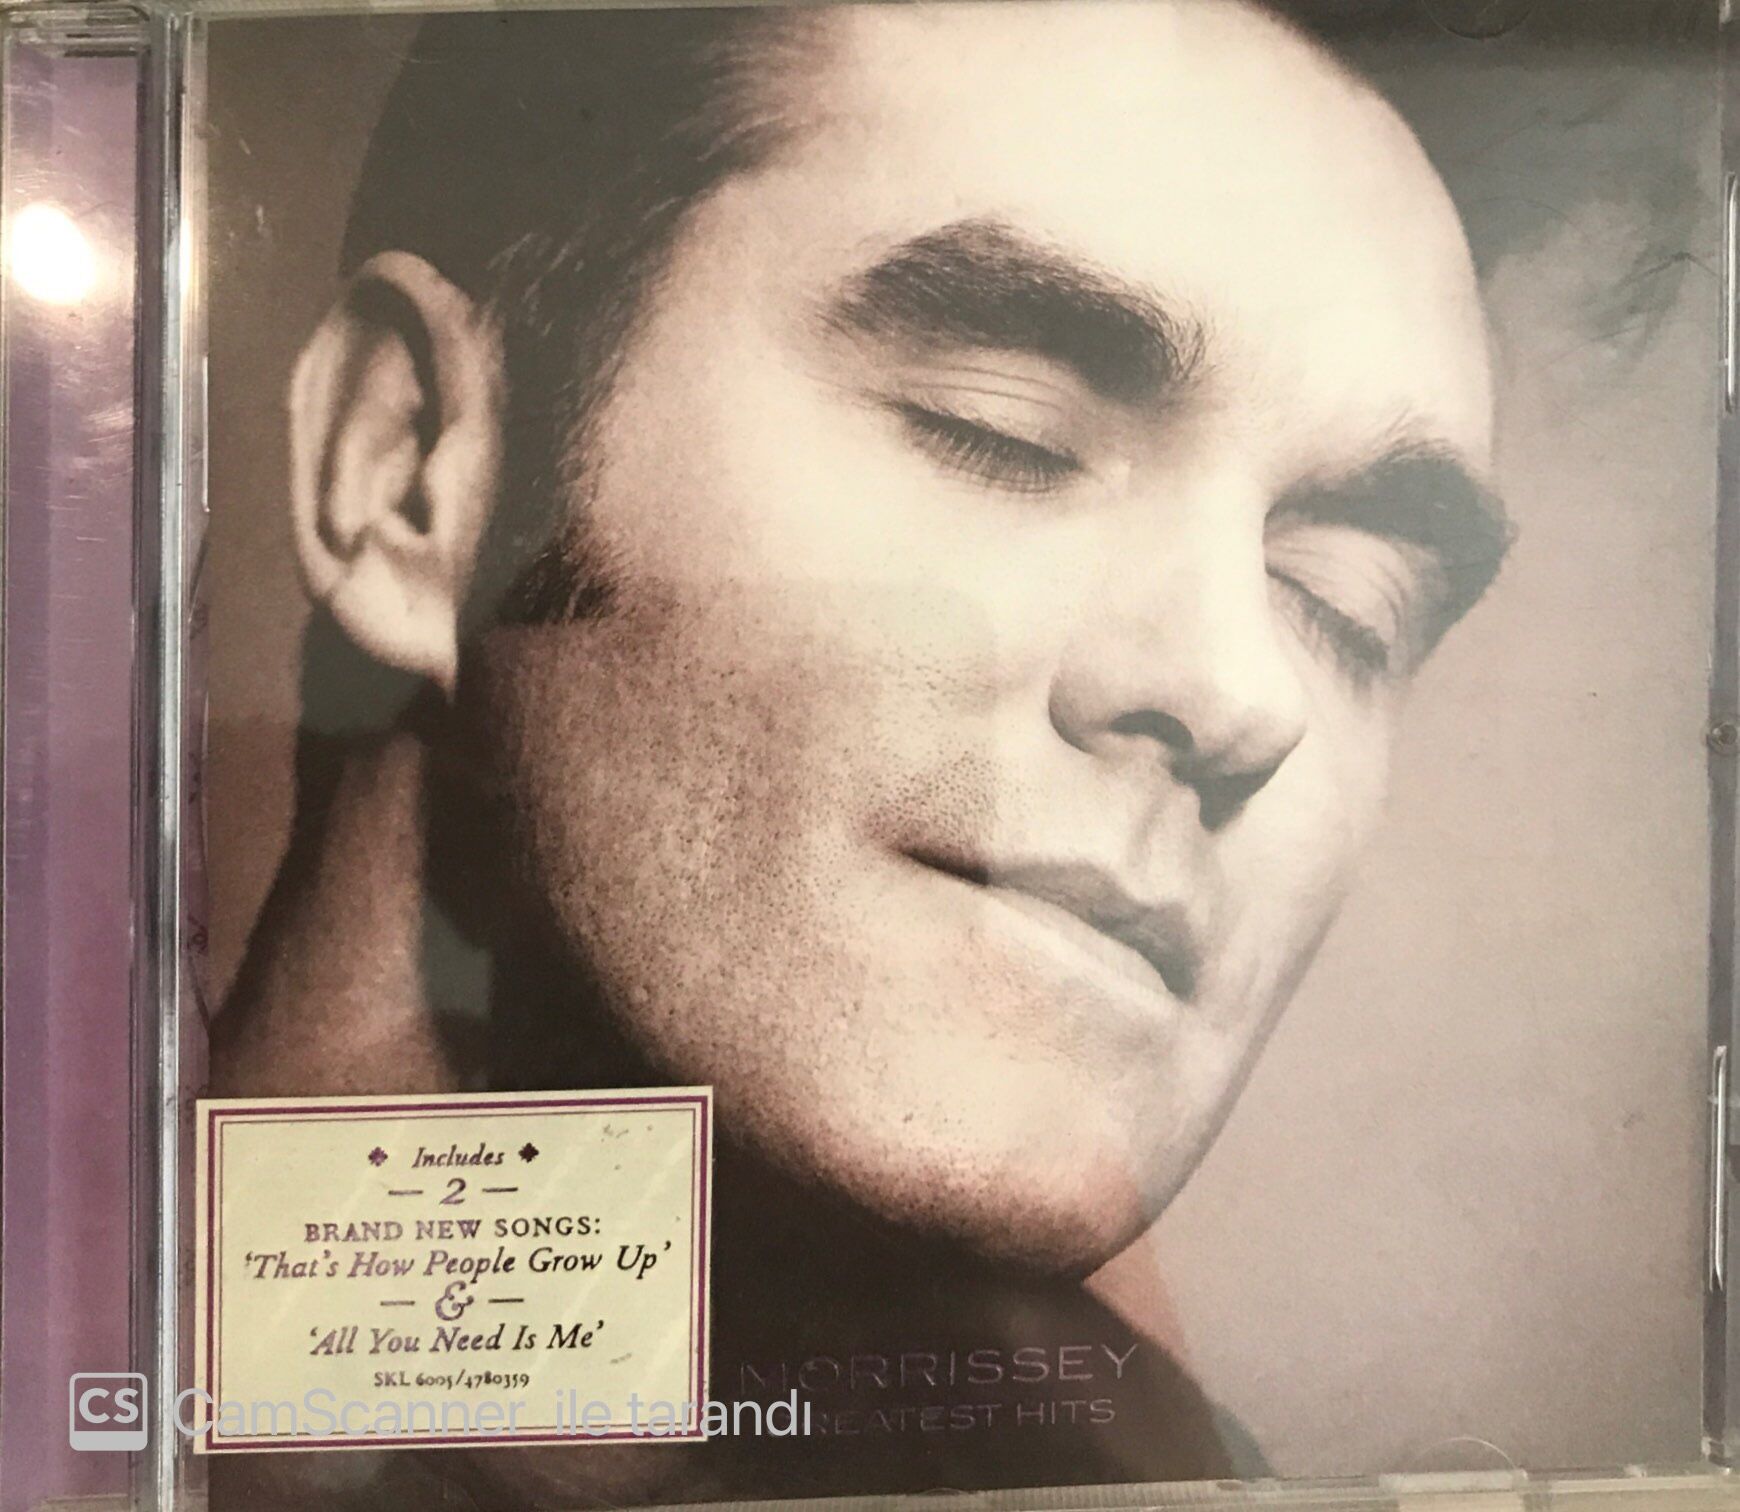 Includes
— 2 —
BRAND NEW SONGS:
‘That’s How People Grow Up’
— & —
‘All You Need Is Me’
SKL 6005/4780359
MORRISSEY
GREATEST HITS
CS CamScanner ile tarandı